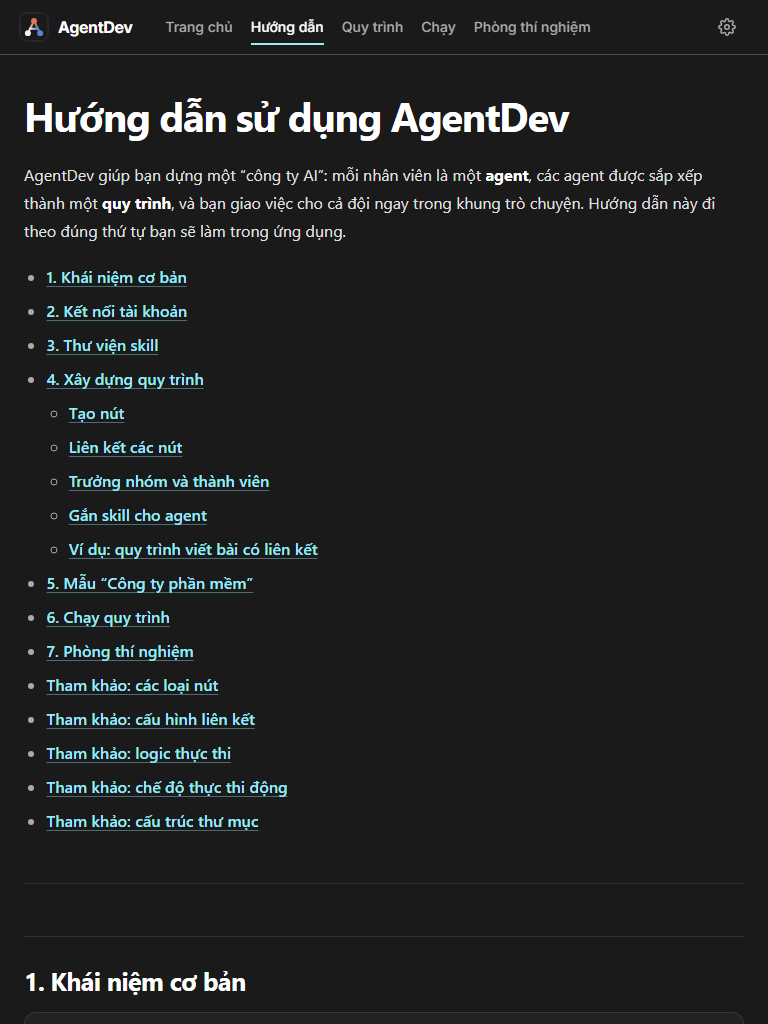 AgentDev
Trang chủ
Hướng dẫn
Quy trình
Chạy
Phòng thí nghiệm
Hướng dẫn sử dụng AgentDev
AgentDev giúp bạn dựng một “công ty AI”: mỗi nhân viên là một agent, các agent được sắp xếp
thành một quy trình, và bạn giao việc cho cả đội ngay trong khung trò chuyện. Hướng dẫn này đi
theo đúng thứ tự bạn sẽ làm trong ứng dụng.
1. Khái niệm cơ bản
2. Kết nối tài khoản
3. Thư viện skill
4. Xây dựng quy trình
Tạo nút
Liên kết các nút
Trưởng nhóm và thành viên
Gắn skill cho agent
Ví dụ: quy trình viết bài có liên kết
5. Mẫu “Công ty phần mềm”
6. Chạy quy trình
7. Phòng thí nghiệm
Tham khảo: các loại nút
Tham khảo: cấu hình liên kết
Tham khảo: logic thực thi
Tham khảo: chế độ thực thi động
Tham khảo: cấu trúc thư mục
1. Khái niệm cơ bản